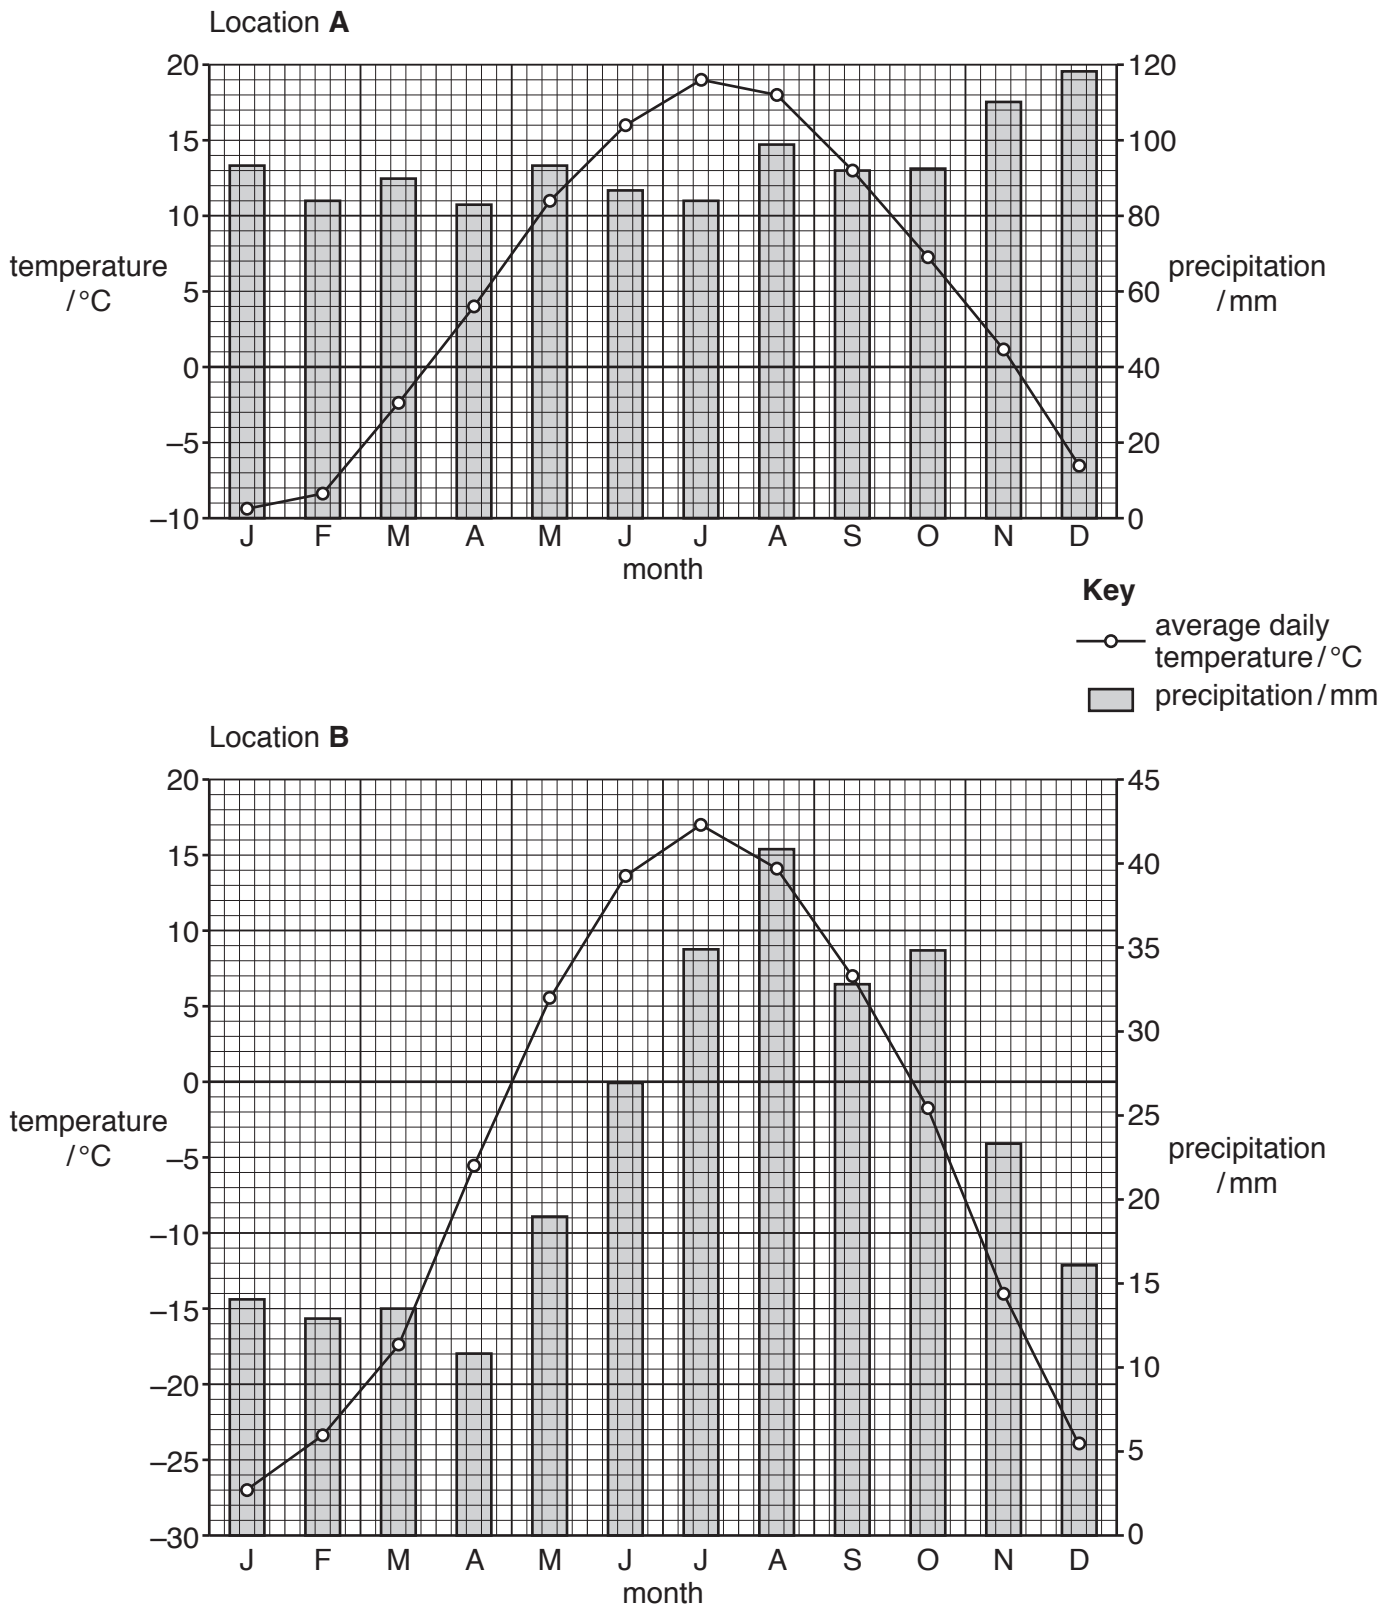 Location A
20 120
15 100
10 80
temperature
/ °C
precipitation
/ mm
5 60
0 40
–5 20
–10 0
J F M A M J J A S O N D
month
Key
average daily
temperature / °C
precipitation / mm
Location B
20 45
15 40
10 35
5 30
0 25
temperature
/ °C
precipitation
/ mm
–5 20
–10 15
–15 10
–20 5
–25 0
–30
J F M A M J J A S O N D
month